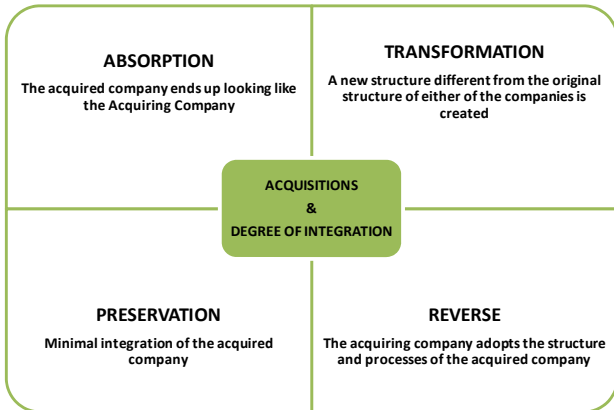 ABSORPTION
The acquired company ends up looking like
the Acquiring Company
TRANSFORMATION
A new structure different from the original
structure of either of the companies is
created
ACQUISITIONS
&
DEGREE OF INTEGRATION
PRESERVATION
Minimal integration of the acquired
company
REVERSE
The acquiring company adopts the structure
and processes of the acquired company